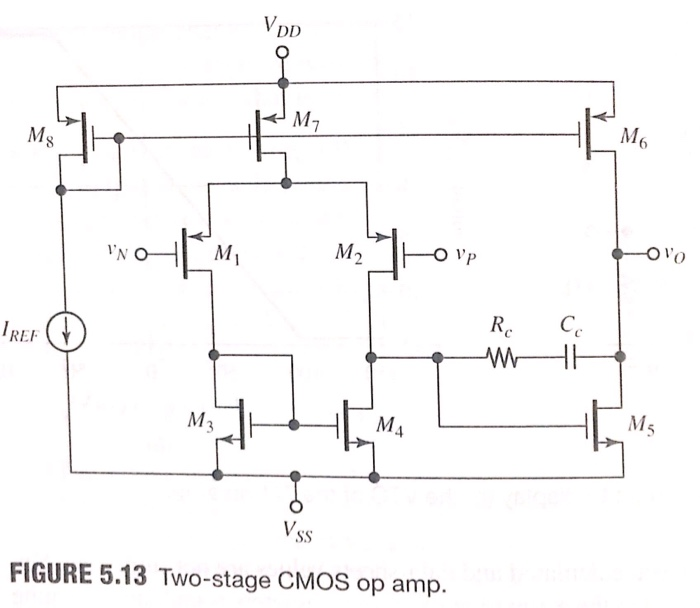 V_DD
M_8
M_7
M_6
v_N
M_1
M_2
v_P
v_O
I_REF
R_c
C_c
M_3
M_4
M_5
V_SS
FIGURE 5.13 Two-stage CMOS op amp.